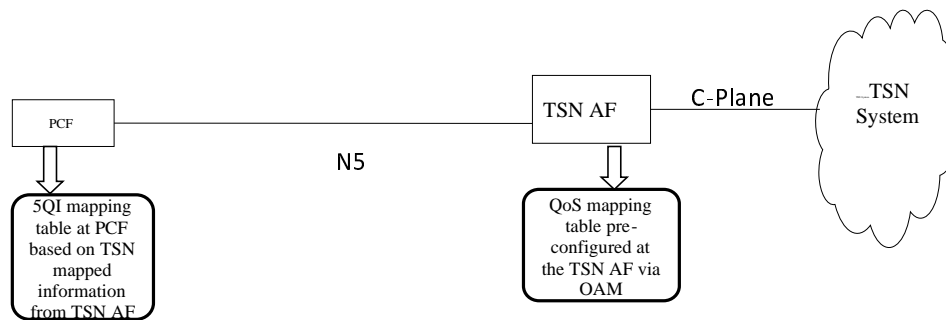 PCF
N5
TSN AF
C-Plane
TSN
System
5QI mapping
table at PCF
based on TSN
mapped
information
from TSN AF
QoS mapping
table pre-
configured at
the TSN AF via
OAM